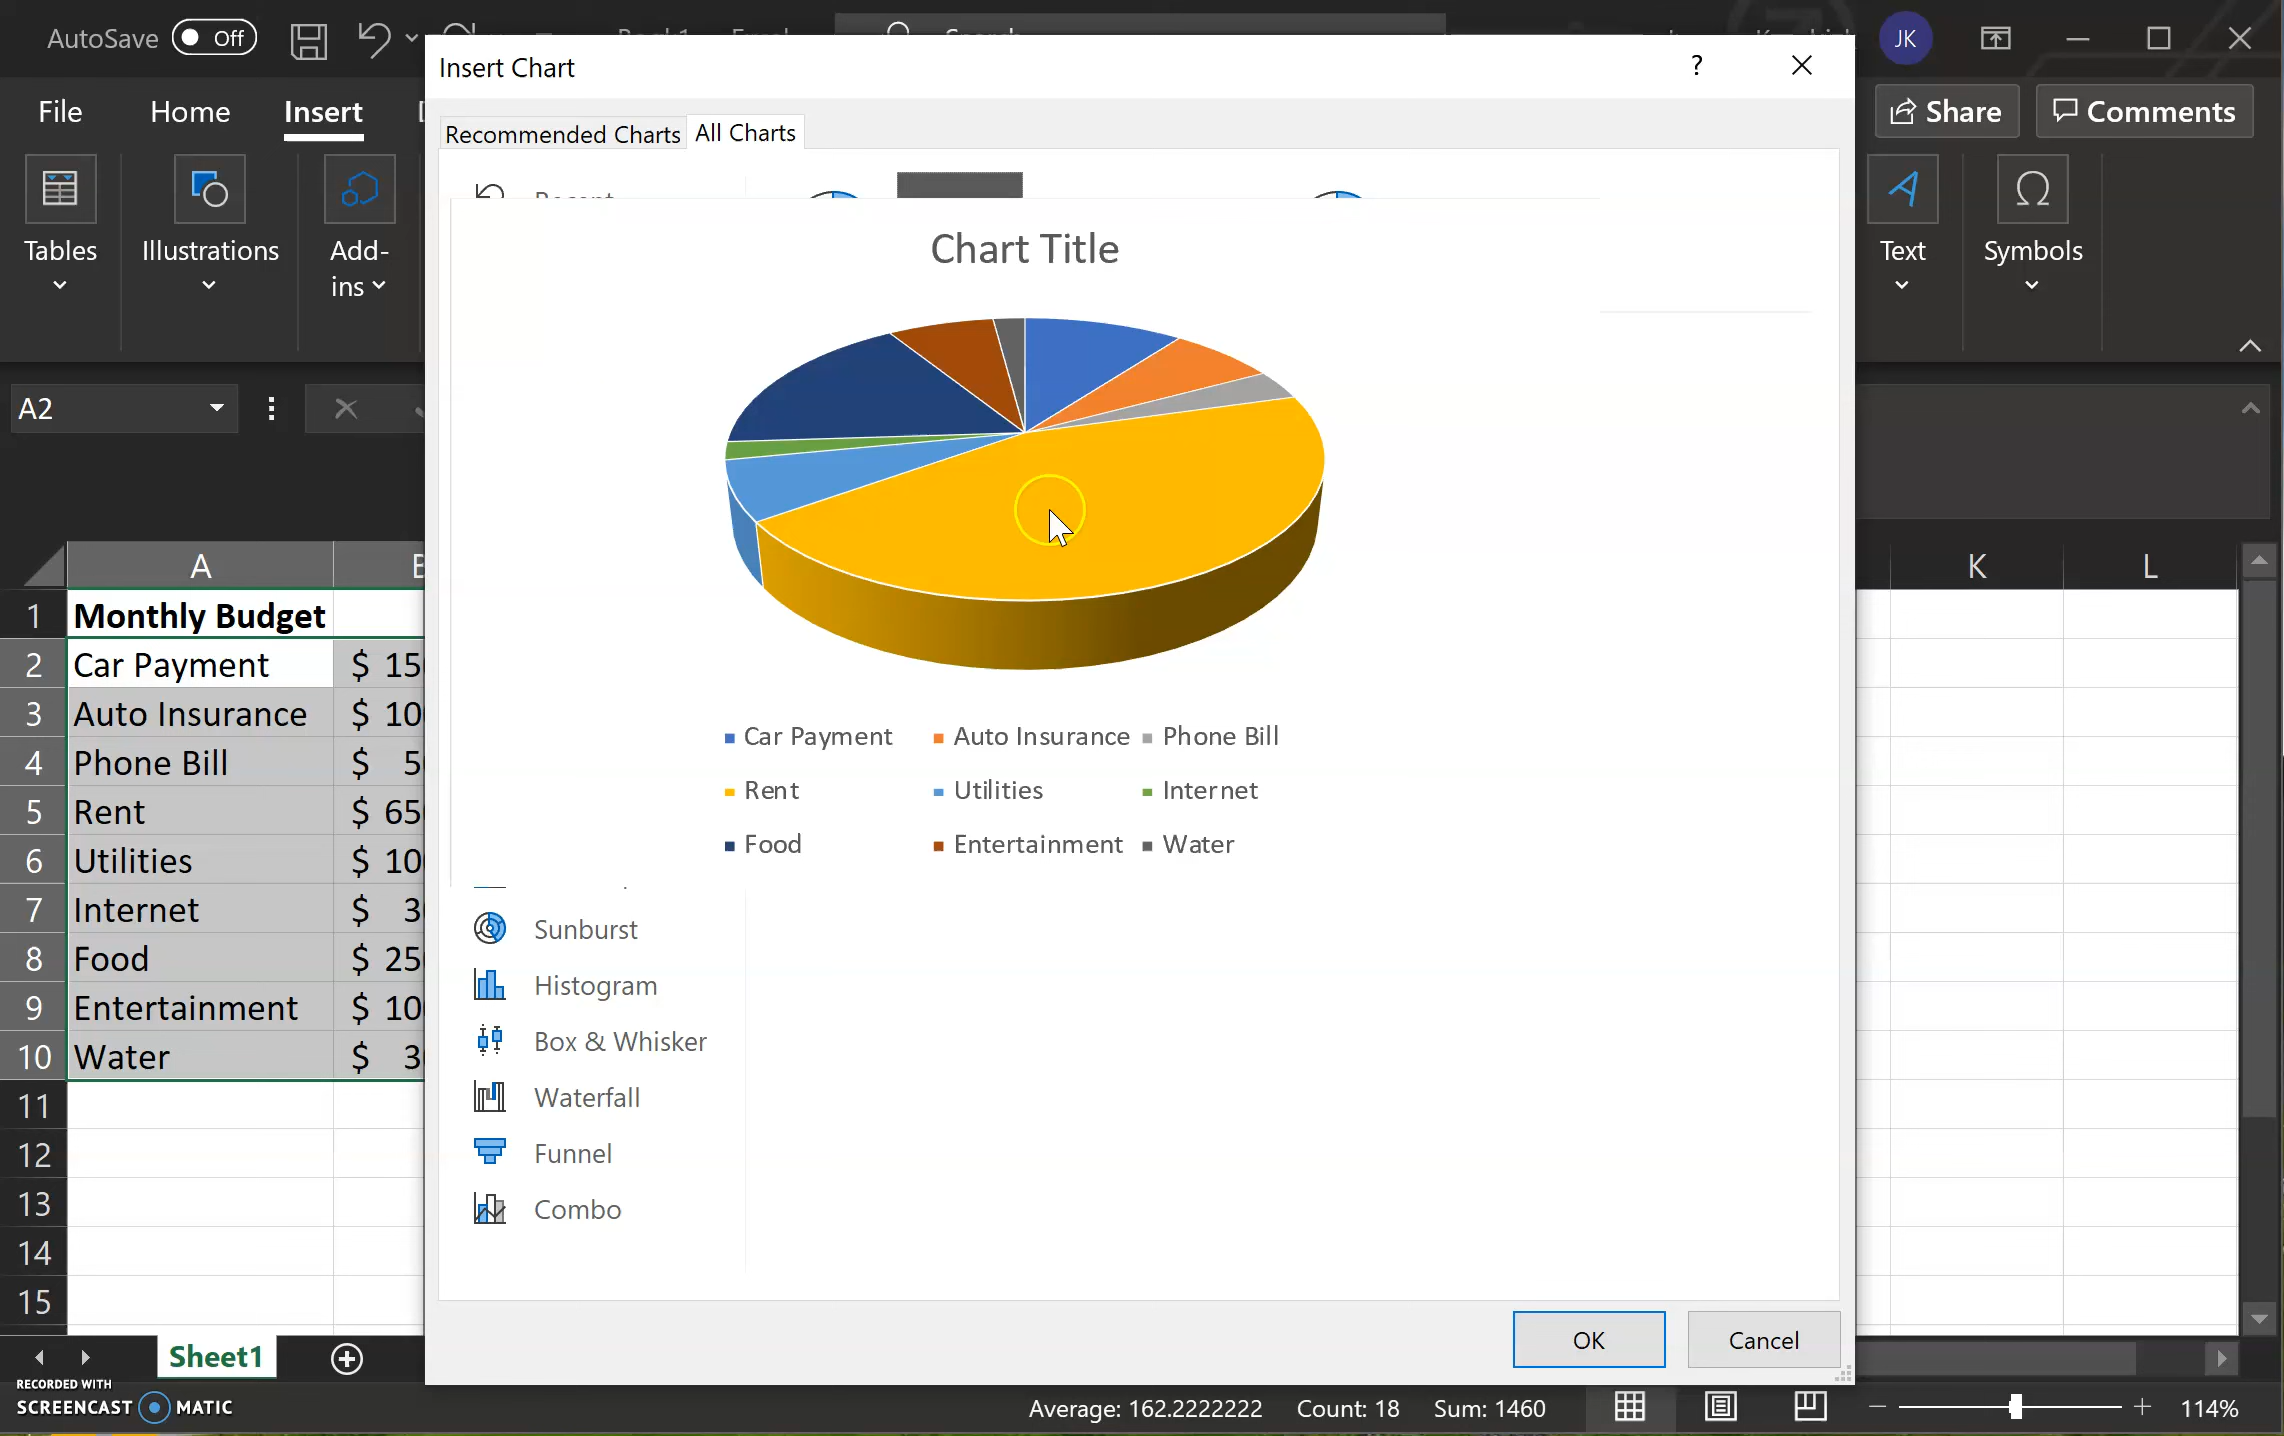 AutoSave Off
JK
Insert Chart ?
File Home Insert
Share Comments
Recommended Charts All Charts
Tables Illustrations Add-ins
Text Symbols
Chart Title
A2
Car Payment Auto Insurance Phone Bill
Rent Utilities Internet
Food Entertainment Water
Sunburst
Histogram
Box & Whisker
Waterfall
Funnel
Combo
OK Cancel
A K L
1 Monthly Budget
2 Car Payment $ 15
3 Auto Insurance $ 10
4 Phone Bill $ 5
5 Rent $ 65
6 Utilities $ 10
7 Internet $ 3
8 Food $ 25
9 Entertainment $ 10
10 Water $ 3
11
12
13
14
15
Sheet1
RECORDED WITH
SCREENCAST MATIC
Average: 162.2222222 Count: 18 Sum: 1460 114%